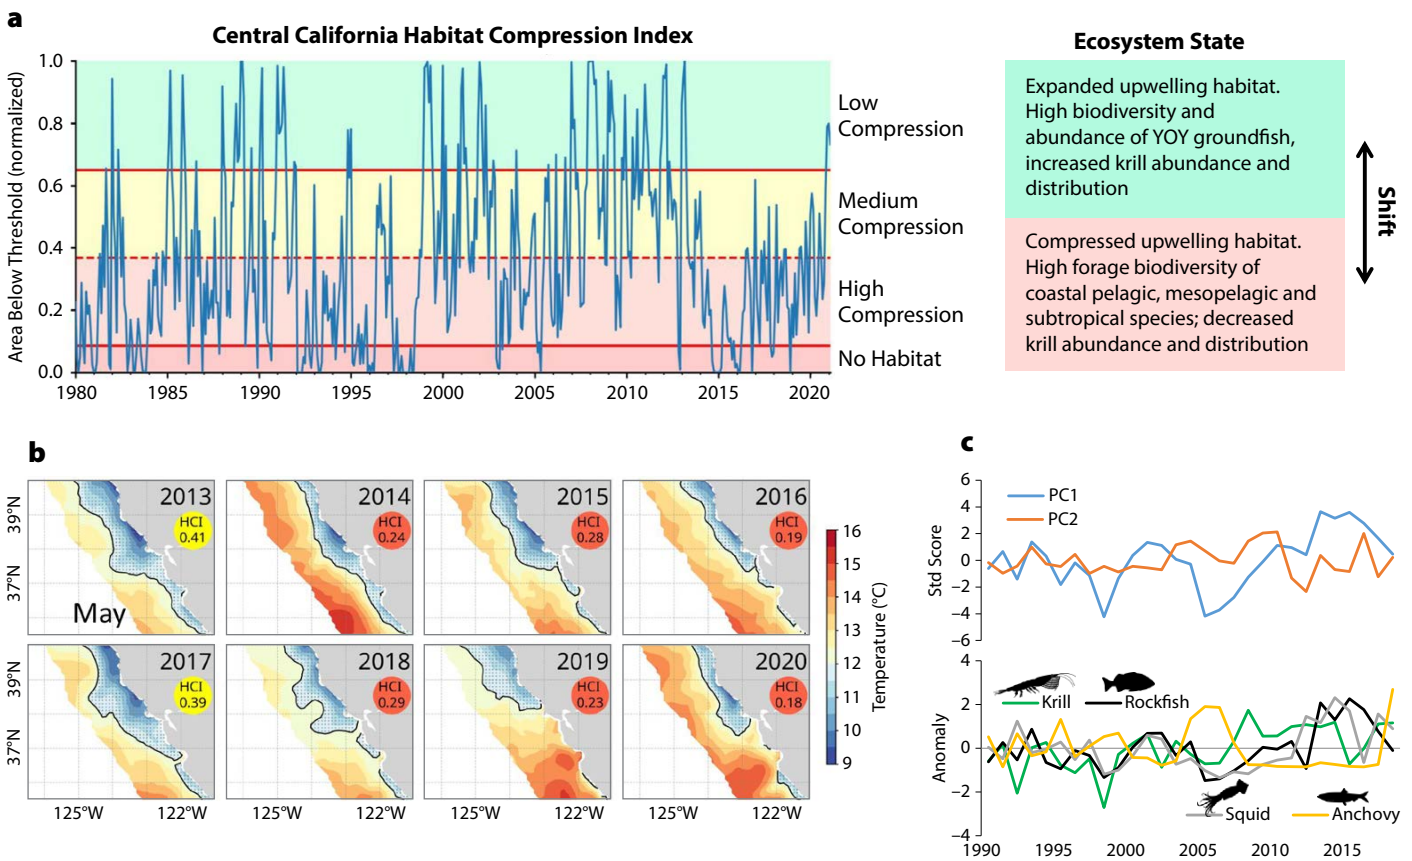 a
Central California Habitat Compression Index
Area Below Threshold (normalized)
1.0
0.8
0.6
0.4
0.2
0.0
1980
1985
1990
1995
2000
2005
2010
2015
2020
Low
Compression
Medium
Compression
High
Compression
No Habitat
Ecosystem State
Expanded upwelling habitat.
High biodiversity and
abundance of YOY groundfish,
increased krill abundance and
distribution
Compressed upwelling habitat.
High forage biodiversity of
coastal pelagic, mesopelagic and
subtropical species; decreased
krill abundance and distribution
Shift
b
39°N
37°N
2013
HCI
0.41
May
2014
HCI
0.24
2015
HCI
0.28
2016
HCI
0.19
39°N
37°N
2017
HCI
0.39
2018
HCI
0.29
2019
HCI
0.23
2020
HCI
0.18
125°W
122°W
125°W
122°W
125°W
122°W
125°W
122°W
16
15
14
13
12
11
10
9
Temperature (°C)
c
Std Score
6
4
2
0
−2
−4
−6
PC1
PC2
Anomaly
4
2
0
−2
−4
Krill
Rockfish
Squid
Anchovy
1990
1995
2000
2005
2010
2015